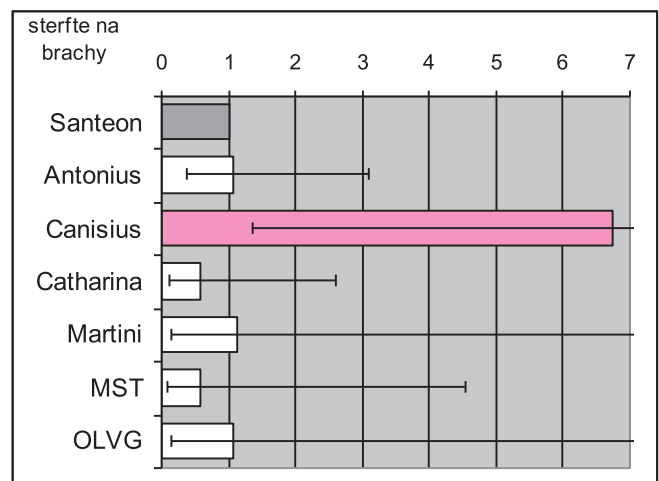 sterfte na
brachy
0 1 2 3 4 5 6 7
Santeon
Antonius
Canisius
Catharina
Martini
MST
OLVG